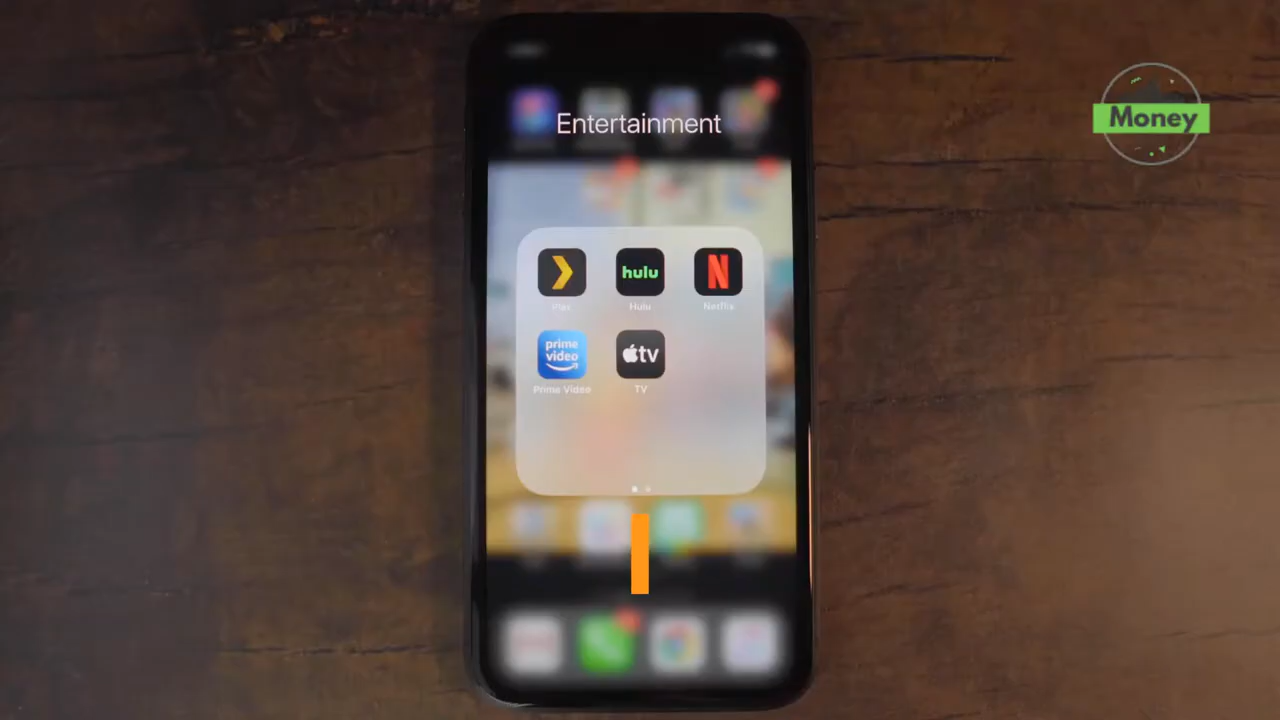 Entertainment
Money
hulu
Plex
Hulu
Netflix
prime
video
tv
Prime Video
TV